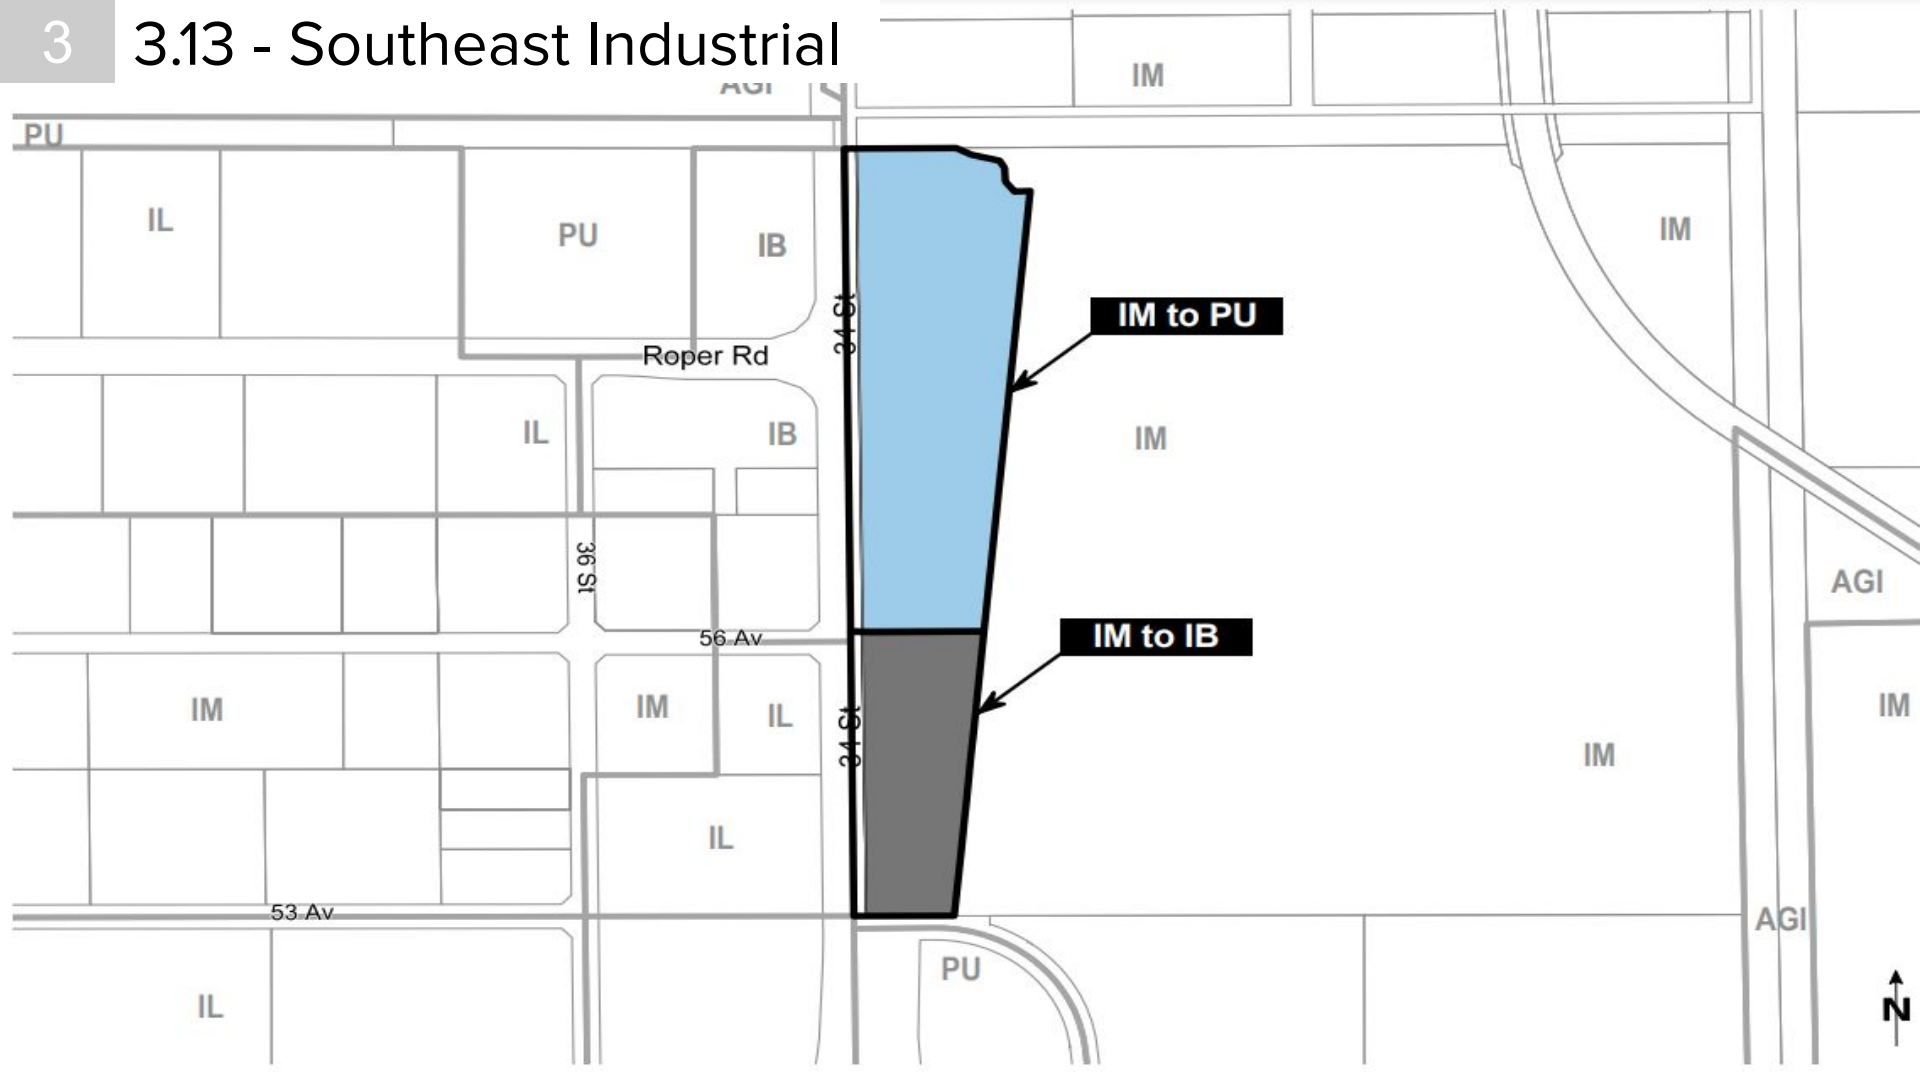 3
3.13 - Southeast Industrial
AGI
IM
PU
IL
PU
IB
IM
34 St
IM to PU
Roper Rd
IL
IB
IM
36 St
AGI
56 Av
IM to IB
IM
IM
IL
34 St
IM
IM
IL
53 Av
AGI
PU
IL
N